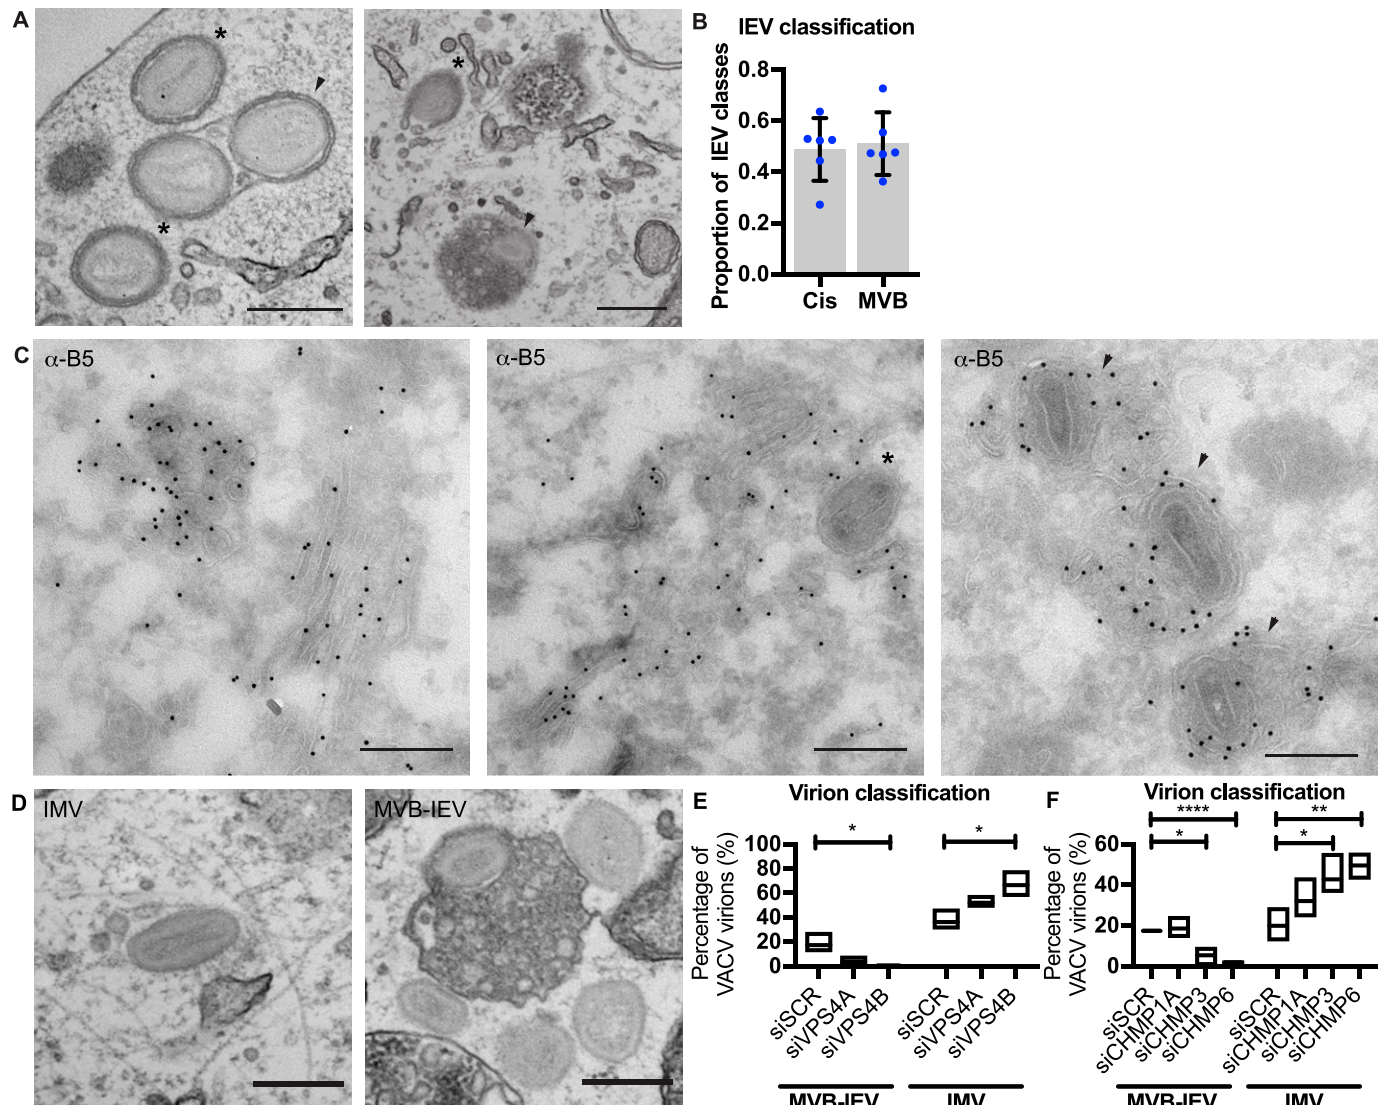 A
*
*
*
B
IEV classification
Proportion of IEV classes
0.8
0.6
0.4
0.2
0.0
Cis
MVB
C
α-B5
α-B5
*
α-B5
D
IMV
MVB-IEV
E
Virion classification
Percentage of
VACV virions (%)
100
80
60
40
20
0
*
*
siSCR
siVPS4A
siVPS4B
siSCR
siVPS4A
siVPS4B
MVB-IEV
IMV
F
Virion classification
Percentage of
VACV virions (%)
60
40
20
0
****
*
**
*
siSCR
siCHMP1A
siCHMP3
siCHMP6
siSCR
siCHMP1A
siCHMP3
siCHMP6
MVB-IEV
IMV